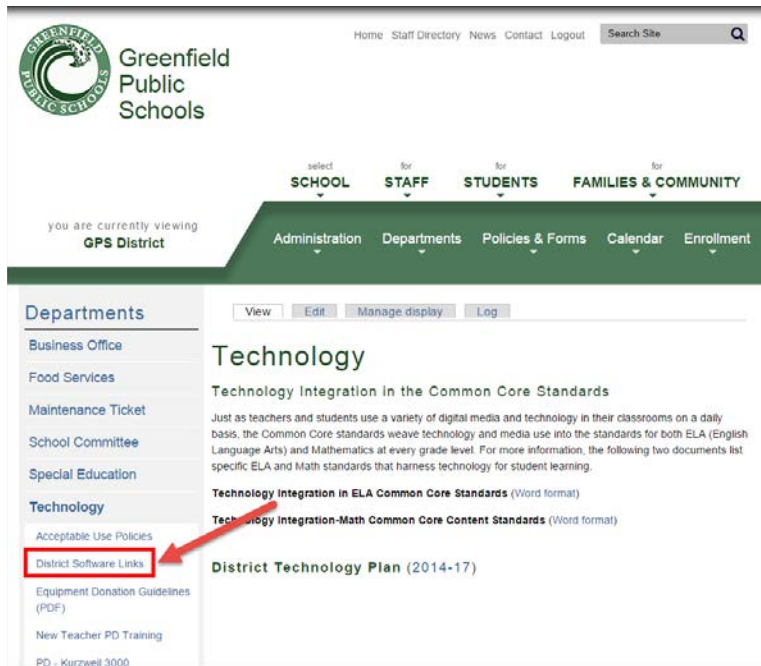 GREENFIELD
PUBLIC SCHOOLS
Greenfield
Public
Schools
Home Staff Directory News Contact Logout
Search Site
select
SCHOOL
for
STAFF
for
STUDENTS
for
FAMILIES & COMMUNITY
you are currently viewing
GPS District
Administration Departments Policies & Forms Calendar Enrollment
Departments
Business Office
Food Services
Maintenance Ticket
School Committee
Special Education
Technology
Acceptable Use Policies
District Software Links
Equipment Donation Guidelines
(PDF)
New Teacher PD Training
PD - Kurzweil 3000
View Edit Manage display Log
Technology
Technology Integration in the Common Core Standards
Just as teachers and students use a variety of digital media and technology in their classrooms on a daily
basis, the Common Core standards weave technology and media use into the standards for both ELA (English
Language Arts) and Mathematics at every grade level. For more information, the following two documents list
specific ELA and Math standards that harness technology for student learning.
Technology Integration in ELA Common Core Standards (Word format)
Technology Integration-Math Common Core Content Standards (Word format)
District Technology Plan (2014-17)